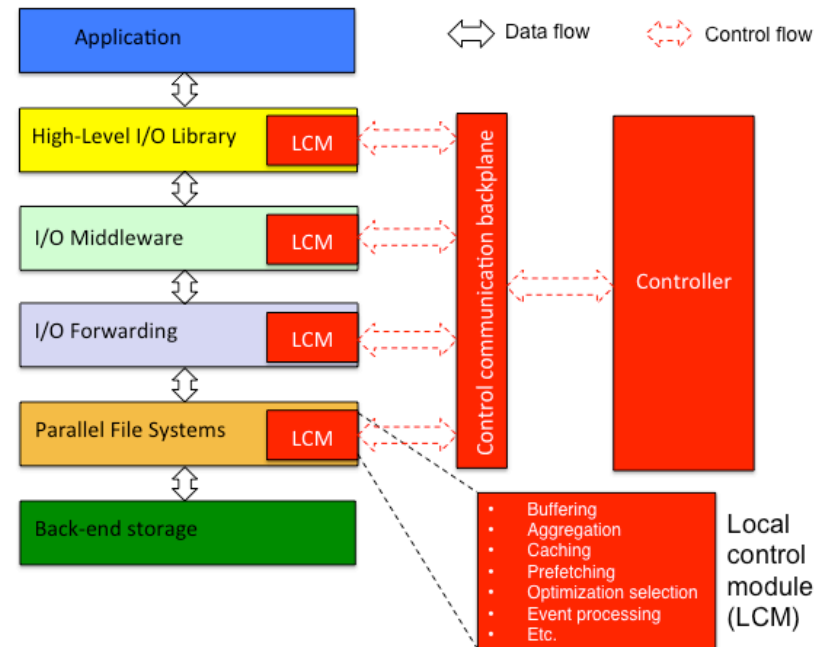 Application
Data flow
Control flow
High-Level I/O Library
LCM
I/O Middleware
LCM
I/O Forwarding
LCM
Parallel File Systems
LCM
Back-end storage
Control communication backplane
Controller
• Buffering
• Aggregation
• Caching
• Prefetching
• Optimization selection
• Event processing
• Etc.
Local
control
module
(LCM)